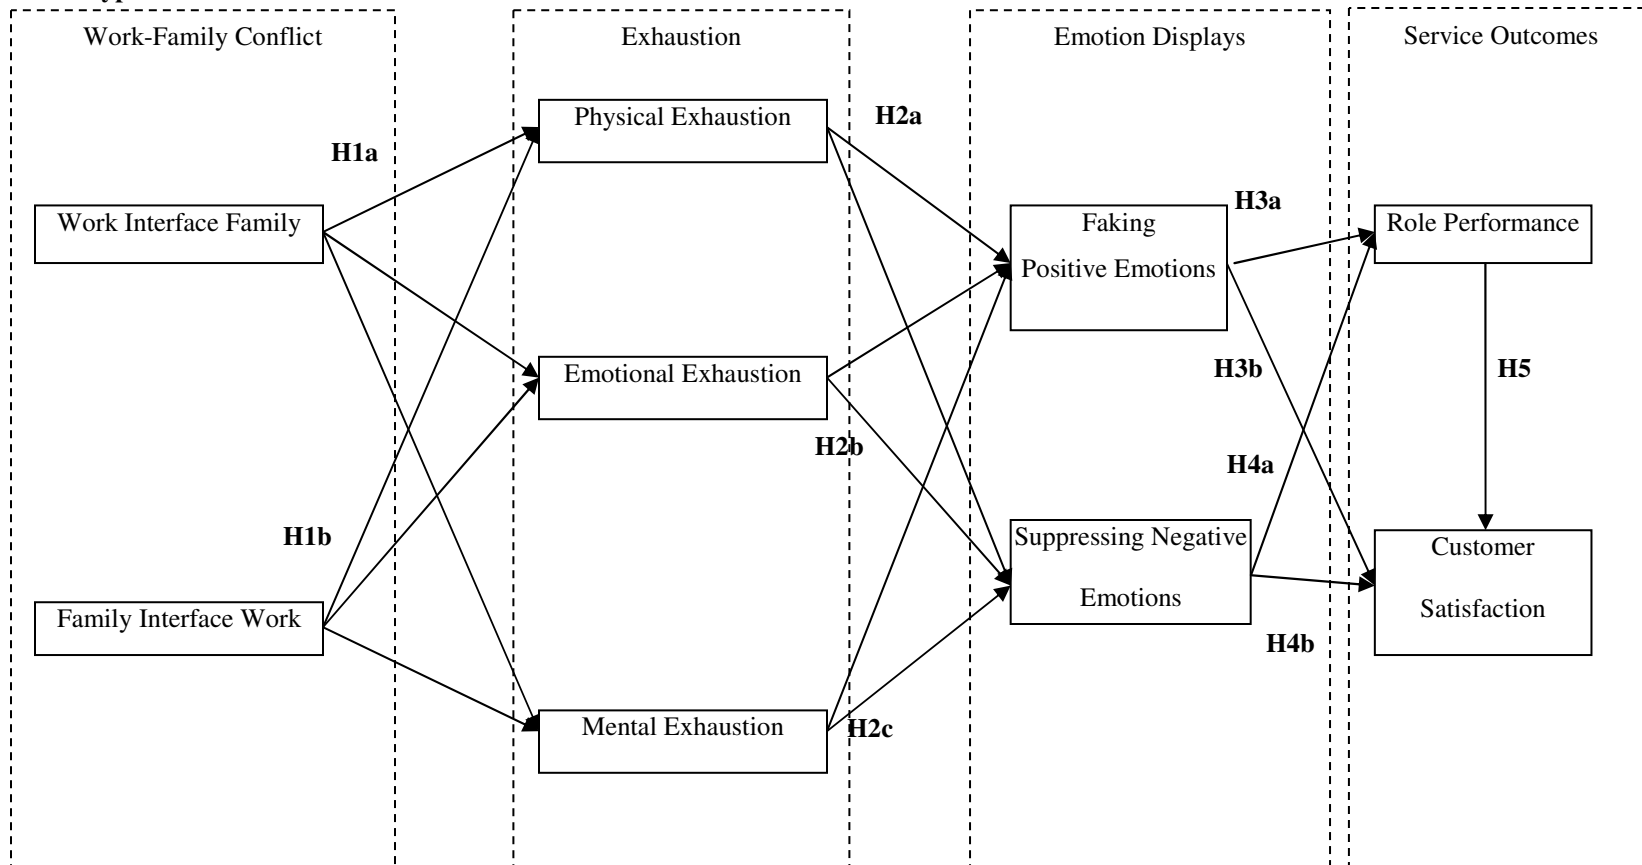 Work-Family Conflict
Exhaustion
Emotion Displays
Service Outcomes
Physical Exhaustion
H2a
H1a
Work Interface Family
Faking
Positive Emotions
H3a
Role Performance
Emotional Exhaustion
H3b
H5
H2b
H4a
H1b
Suppressing Negative
Emotions
Customer
Satisfaction
Family Interface Work
H4b
Mental Exhaustion
H2c